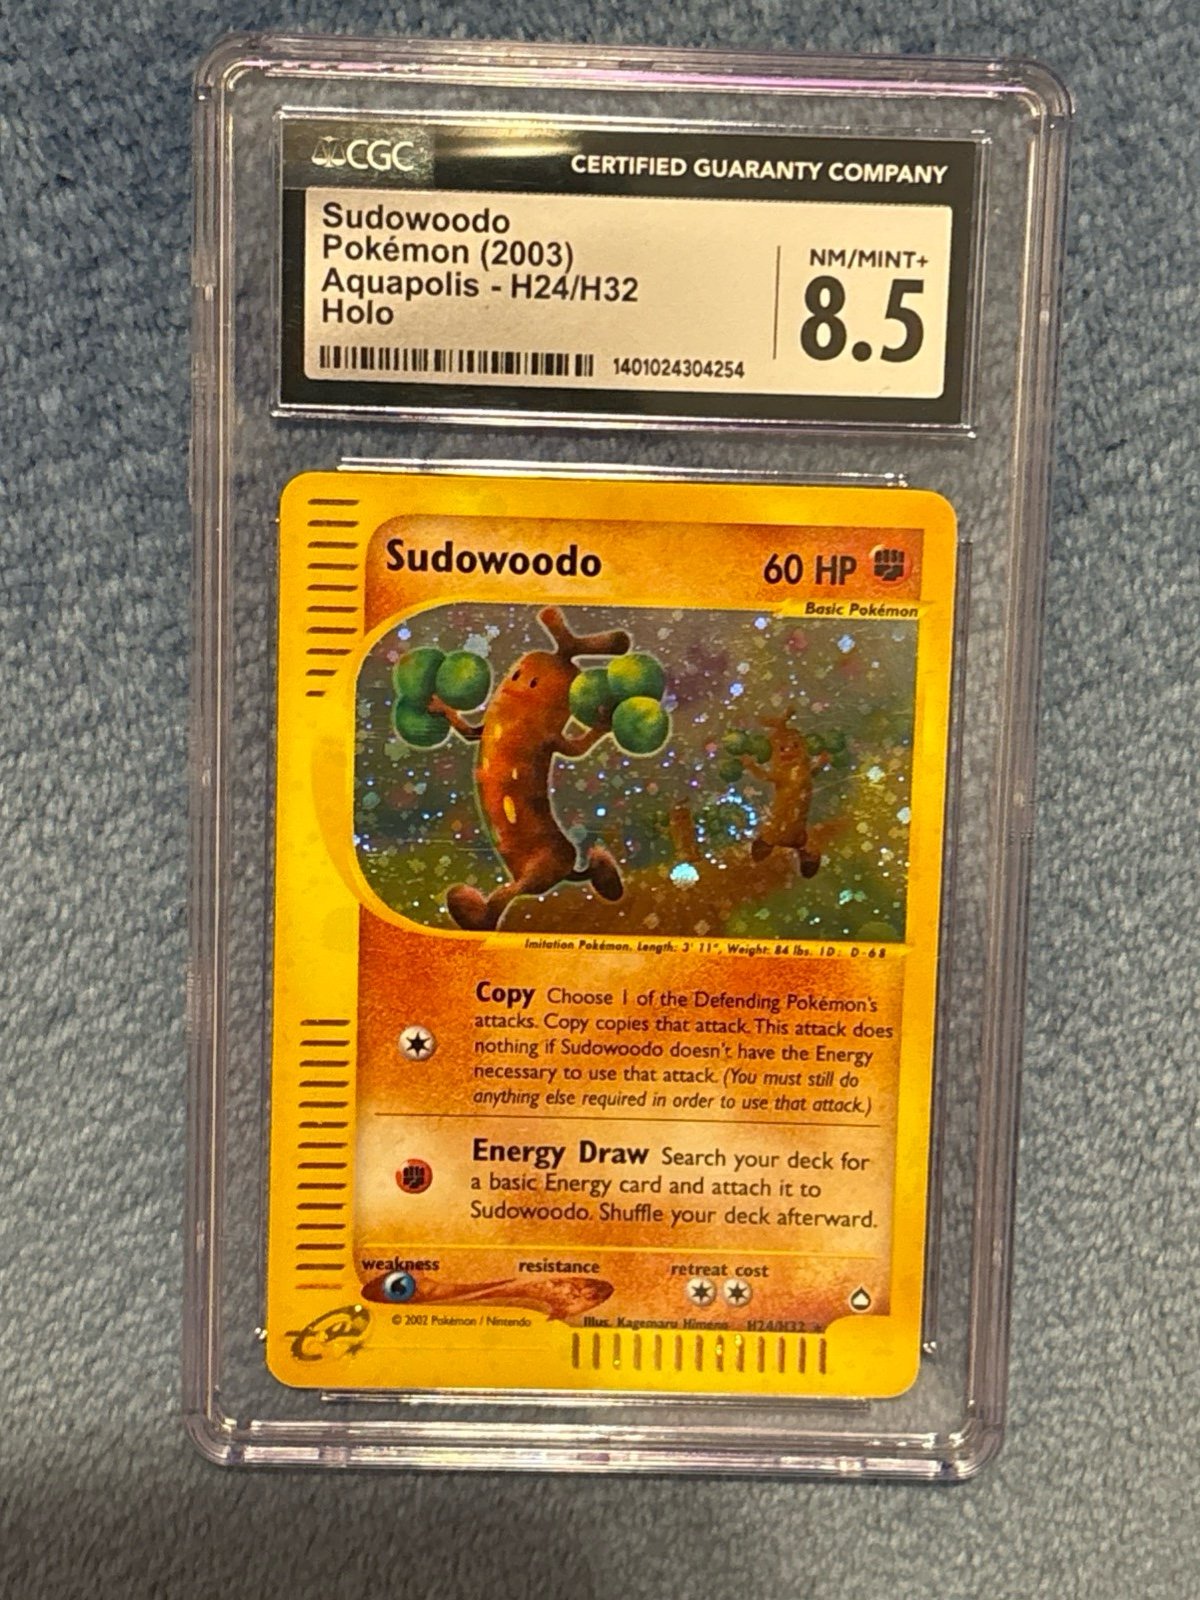 CGC
CERTIFIED GUARANTY COMPANY
Sudowoodo
Pokémon (2003)
Aquapolis - H24/H32
Holo
1401024304254
NM/MINT+
8.5
Sudowoodo 60 HP
Basic Pokémon
Imitation Pokémon. Length: 3' 11", Weight: 84 lbs. ID: D-68
Copy Choose 1 of the Defending Pokémon's
attacks. Copy copies that attack. This attack does
nothing if Sudowoodo doesn't have the Energy
necessary to use that attack. (You must still do
anything else required in order to use that attack.)
Energy Draw Search your deck for
a basic Energy card and attach it to
Sudowoodo. Shuffle your deck afterward.
weakness resistance retreat cost
© 2002 Pokémon / Nintendo Illus. Kagemaru Himeno H24/H32